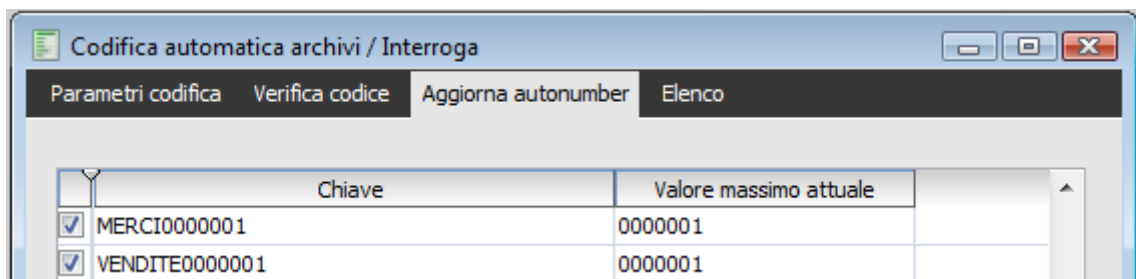 Codifica automatica archivi / Interroga
Parametri codifica Verifica codice Aggiorna autonumber Elenco
Chiave Valore massimo attuale
MERCI0000001 0000001
VENDITE0000001 0000001